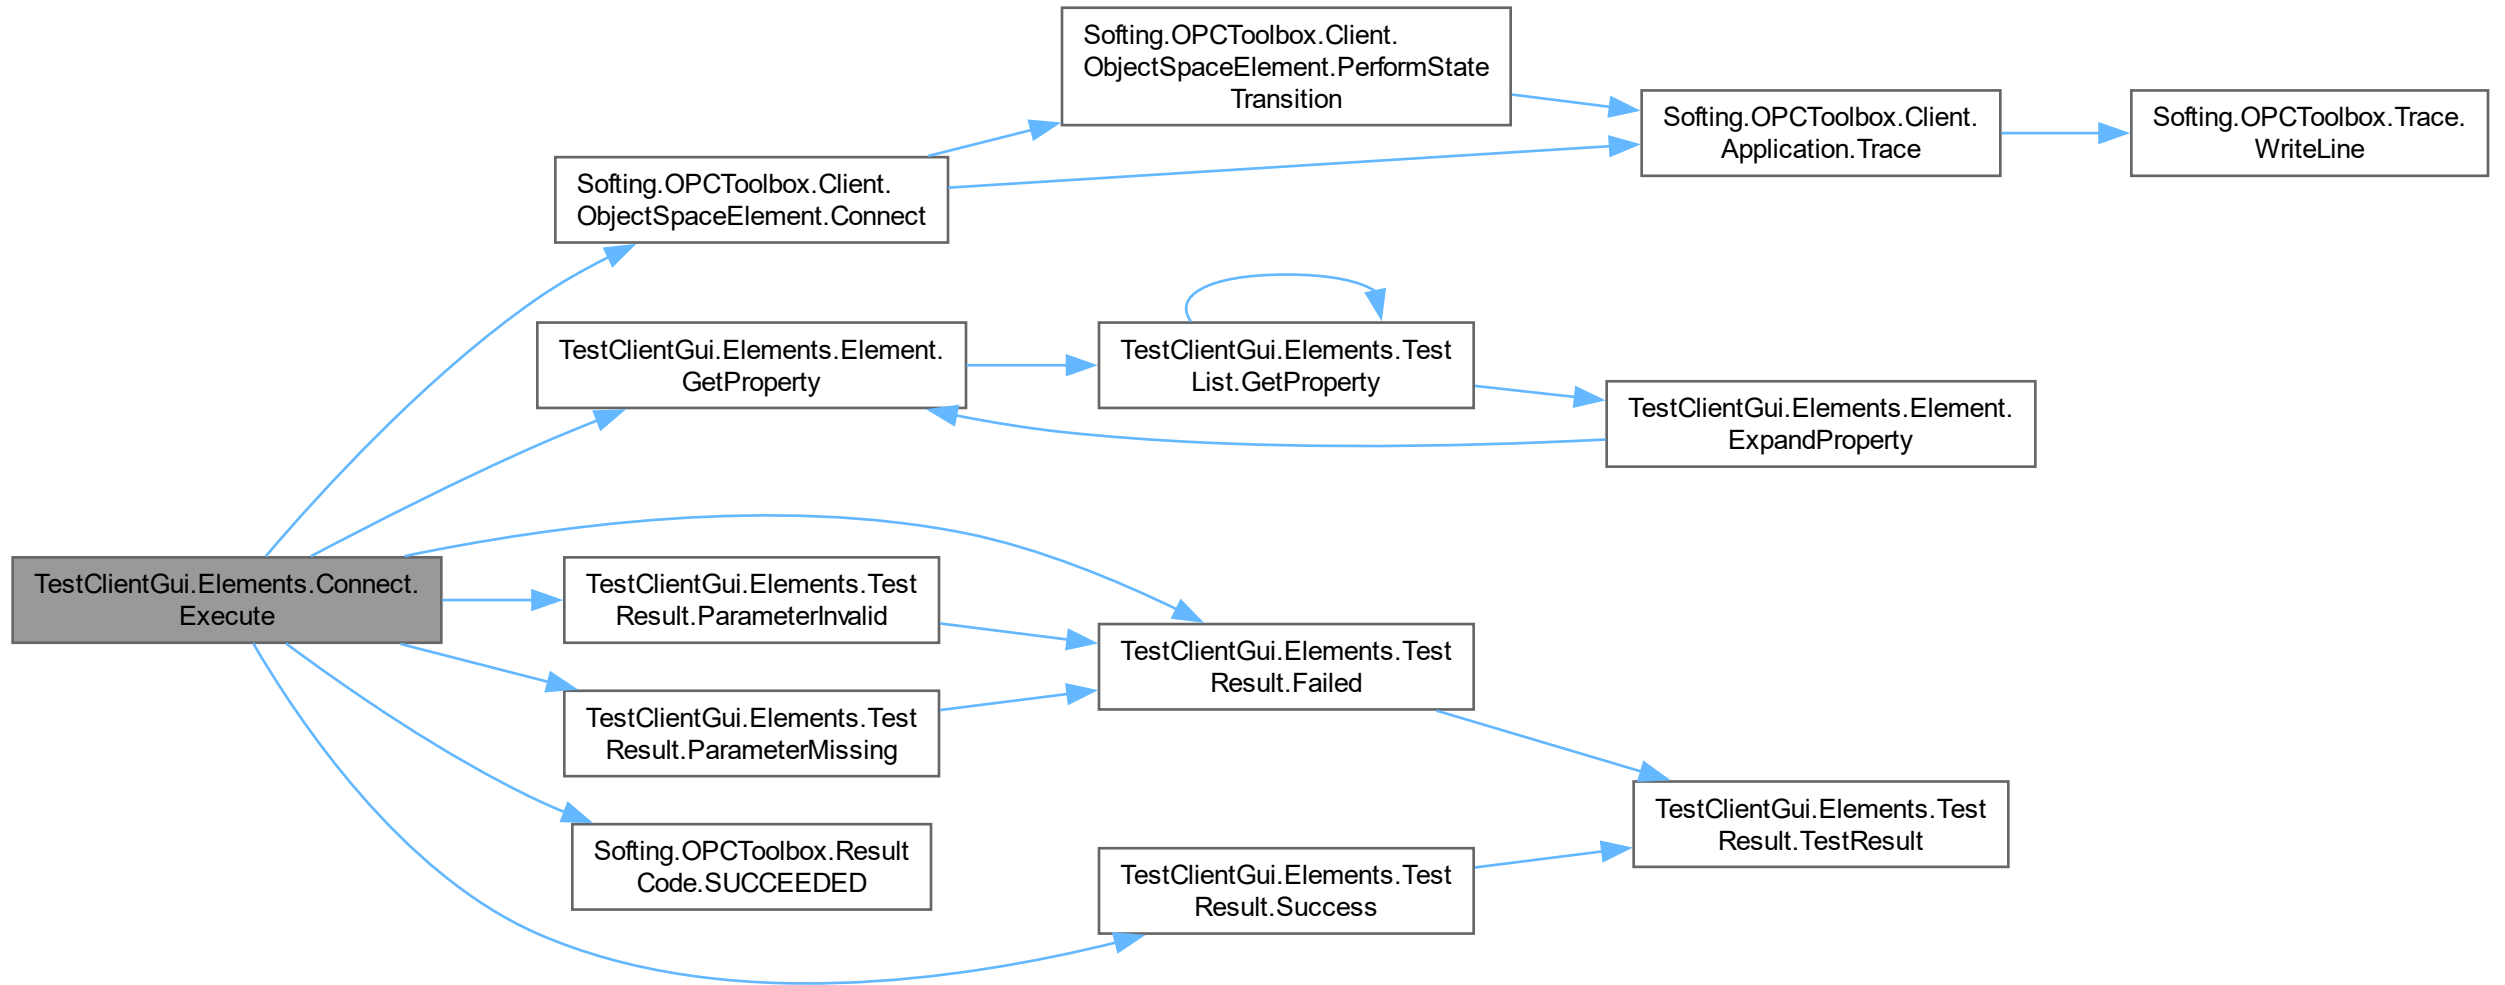 Softing.OPCToolbox.Client.
ObjectSpaceElement.PerformState
Transition
Softing.OPCToolbox.Client.
Application.Trace
Softing.OPCToolbox.Trace.
WriteLine
Softing.OPCToolbox.Client.
ObjectSpaceElement.Connect
TestClientGui.Elements.Element.
GetProperty
TestClientGui.Elements.Test
List.GetProperty
TestClientGui.Elements.Element.
ExpandProperty
TestClientGui.Elements.Connect.
Execute
TestClientGui.Elements.Test
Result.ParameterInvalid
TestClientGui.Elements.Test
Result.Failed
TestClientGui.Elements.Test
Result.ParameterMissing
TestClientGui.Elements.Test
Result.TestResult
Softing.OPCToolbox.Result
Code.SUCCEEDED
TestClientGui.Elements.Test
Result.Success